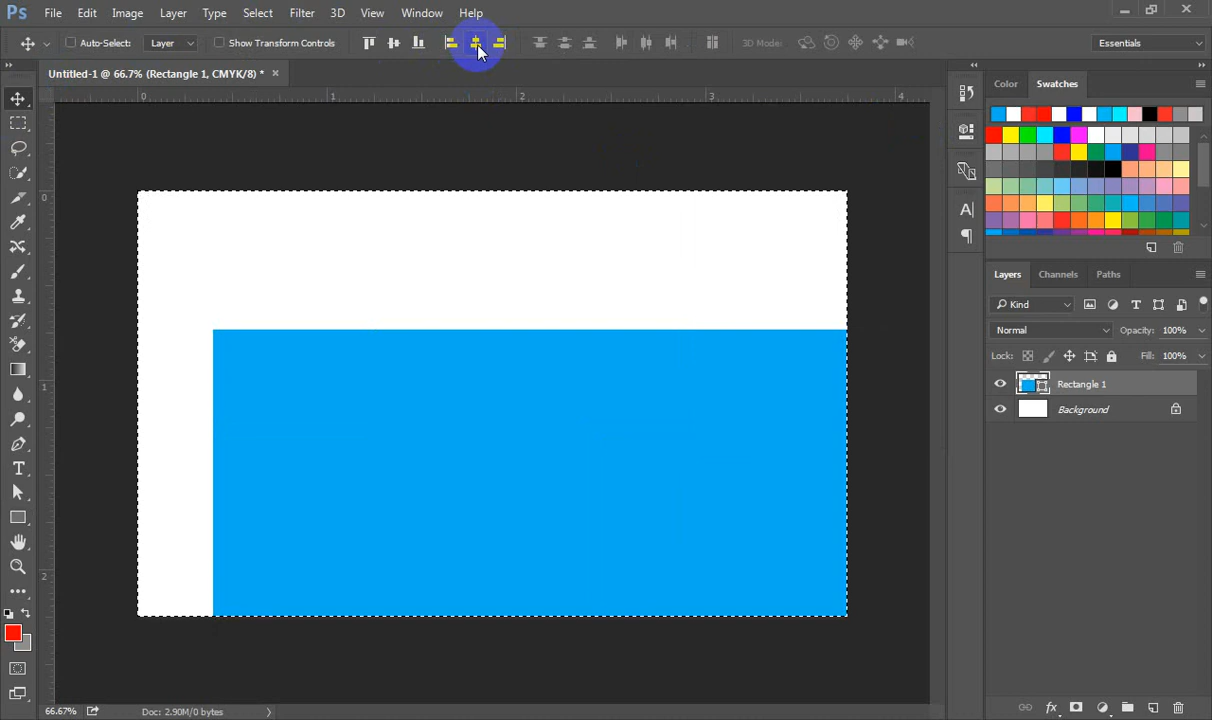 Ps File Edit Image Layer Type Select Filter 3D View Window Help
Auto-Select: Layer Show Transform Controls 3D Mode: Essentials
Untitled-1 @ 66.7% (Rectangle 1, CMYK/8) * ×
Color Swatches
0 1 2 3 4
0
1
2
Layers Channels Paths
Kind
Normal Opacity: 100%
Lock: Fill: 100%
Rectangle 1
Background
66.67% Doc: 2.90M/0 bytes